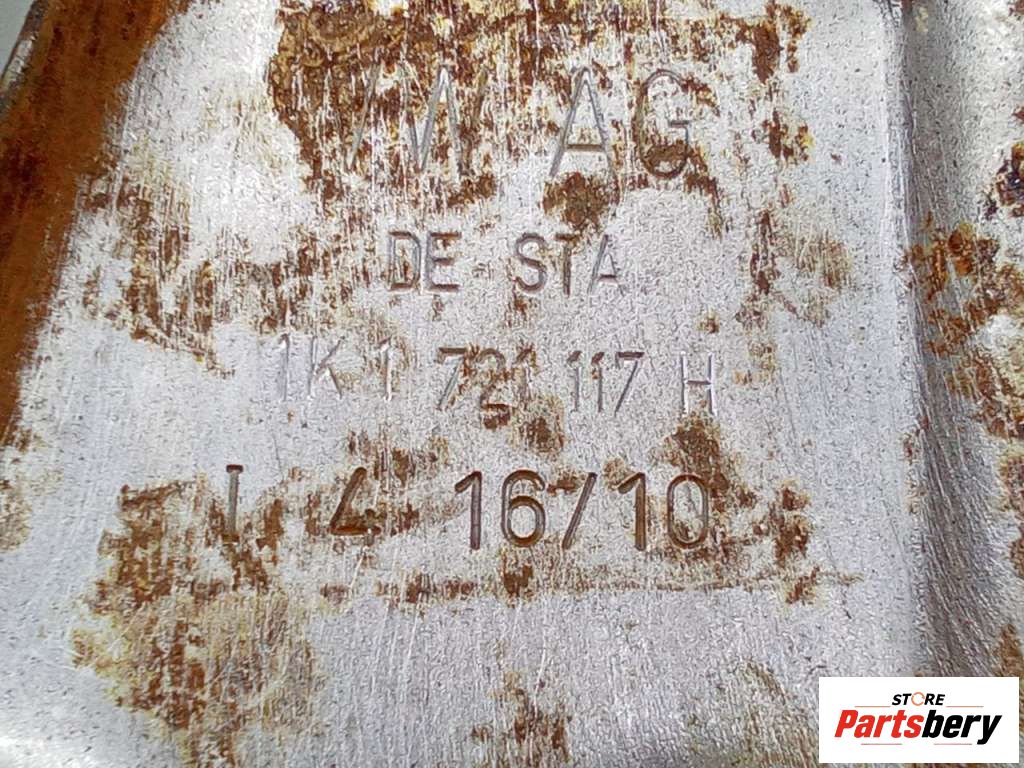 VW AG
DE STA
1K1 721 117 H
I 4 16/10
STORE
Partsbery